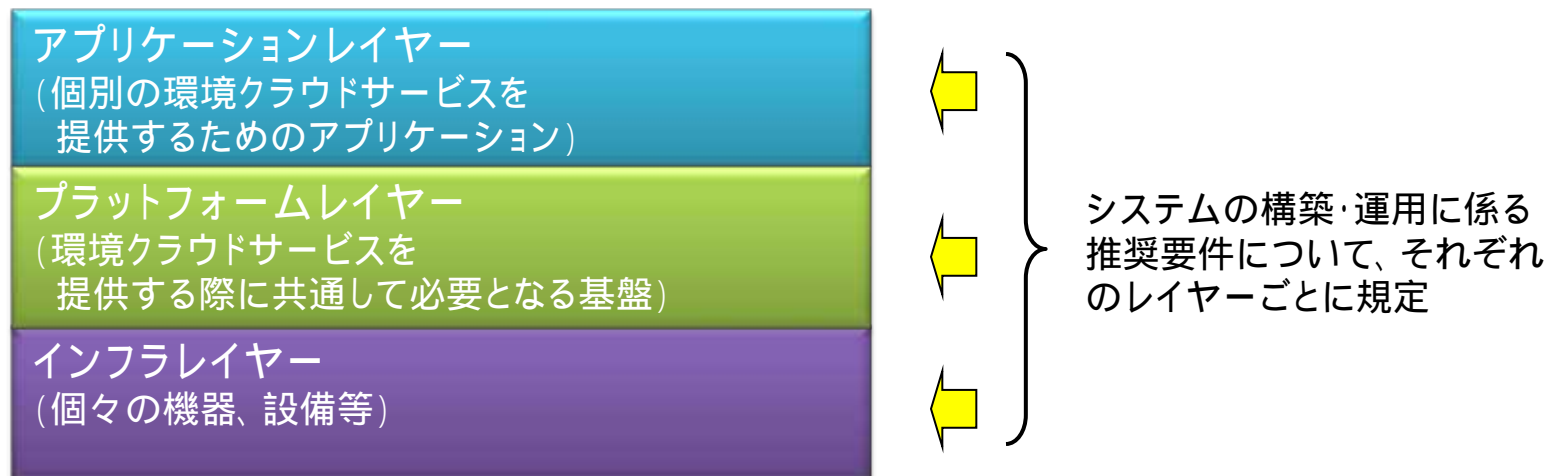 アプリケーションレイヤー
(個別の環境クラウドサービスを
提供するためのアプリケーション)
プラットフォームレイヤー
(環境クラウドサービスを
提供する際に共通して必要となる基盤)
インフラレイヤー
(個々の機器、設備等)
システムの構築・運用に係る
推奨要件について、それぞれ
のレイヤーごとに規定